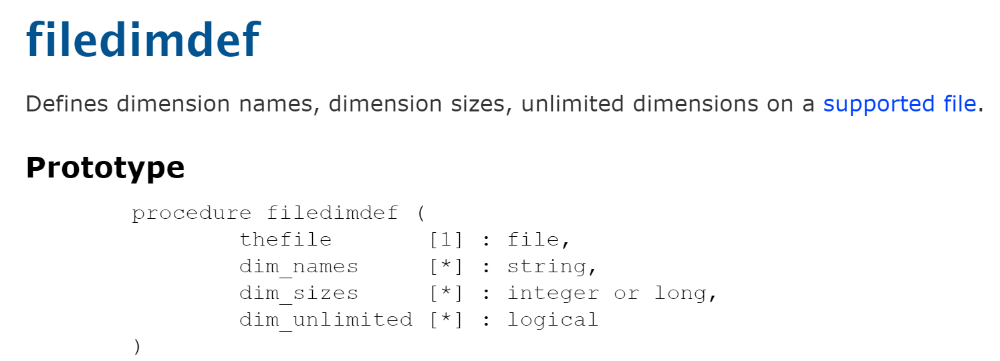 filedimdef
Defines dimension names, dimension sizes, unlimited dimensions on a supported file.
Prototype
procedure filedimdef (
thefile [1] : file,
dim_names [*] : string,
dim_sizes [*] : integer or long,
dim_unlimited [*] : logical
)